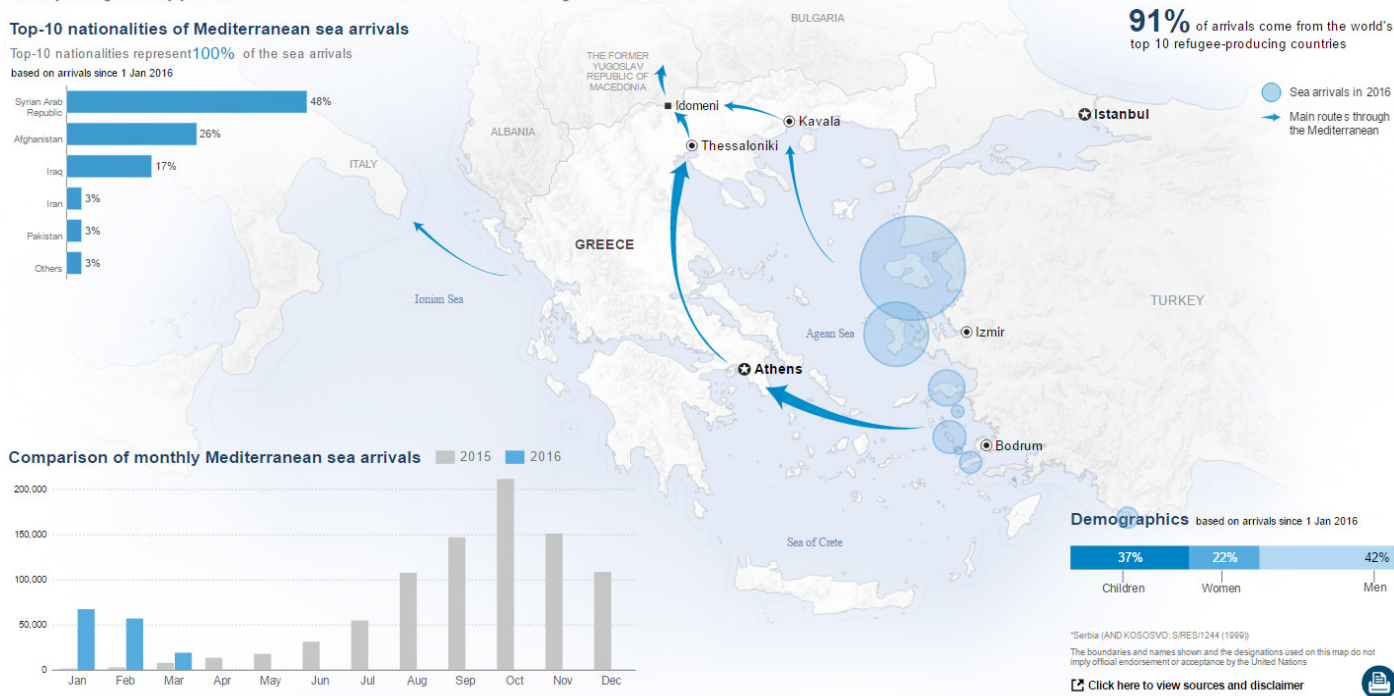 Top-10 nationalities of Mediterranean sea arrivals
Top-10 nationalities represent 100% of the sea arrivals
based on arrivals since 1 Jan 2016
Syrian Arab
Republic
48%
Afghanistan
26%
Iraq
17%
Iran
3%
Pakistan
3%
Others
3%
91% of arrivals come from the world's
top 10 refugee-producing countries
Sea arrivals in 2016
Main routes through
the Mediterranean
BULGARIA
THE FORMER
YUGOSLAV
REPUBLIC OF
MACEDONIA
Idomeni
Kavala
Istanbul
ALBANIA
Thessaloniki
ITALY
GREECE
Ionian Sea
TURKEY
Agean Sea
Izmir
Athens
Bodrum
Sea of Crete
Comparison of monthly Mediterranean sea arrivals
2015
2016
200,000
150,000
100,000
50,000
0
Jan Feb Mar Apr May Jun Jul Aug Sep Oct Nov Dec
Demographics based on arrivals since 1 Jan 2016
37% 22% 42%
Children Women Men
*Serbia (AND KOSOSVO: S/RES/1244 (1999))
The boundaries and names shown and the designations used on this map do not
imply official endorsement or acceptance by the United Nations
Click here to view sources and disclaimer